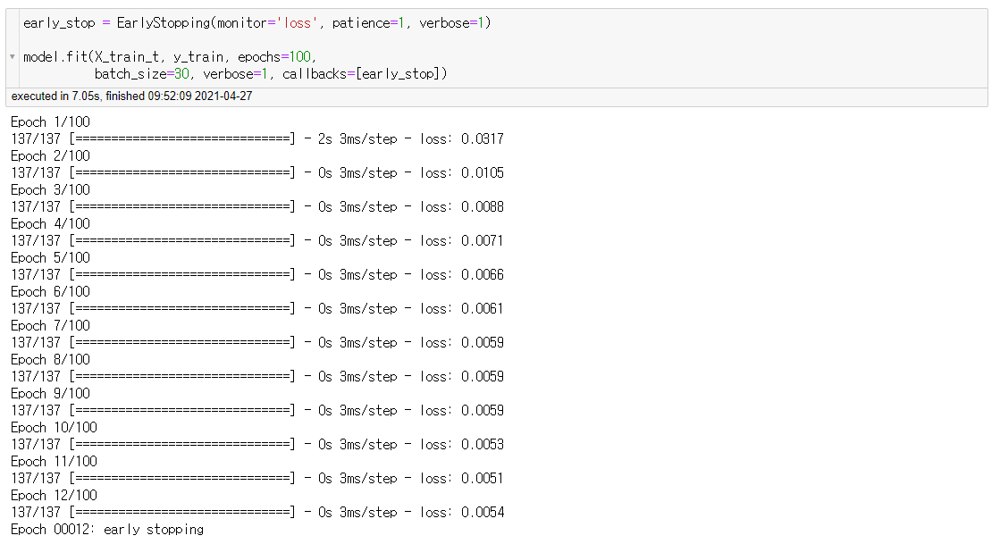 early_stop = EarlyStopping(monitor='loss', patience=1, verbose=1)
model.fit(X_train_t, y_train, epochs=100,
batch_size=30, verbose=1, callbacks=[early_stop])
executed in 7.05s, finished 09:52:09 2021-04-27
Epoch 1/100
137/137 [==============================] - 2s 3ms/step - loss: 0.0317
Epoch 2/100
137/137 [==============================] - 0s 3ms/step - loss: 0.0105
Epoch 3/100
137/137 [==============================] - 0s 3ms/step - loss: 0.0088
Epoch 4/100
137/137 [==============================] - 0s 3ms/step - loss: 0.0071
Epoch 5/100
137/137 [==============================] - 0s 3ms/step - loss: 0.0066
Epoch 6/100
137/137 [==============================] - 0s 3ms/step - loss: 0.0061
Epoch 7/100
137/137 [==============================] - 0s 3ms/step - loss: 0.0059
Epoch 8/100
137/137 [==============================] - 0s 3ms/step - loss: 0.0059
Epoch 9/100
137/137 [==============================] - 0s 3ms/step - loss: 0.0059
Epoch 10/100
137/137 [==============================] - 0s 3ms/step - loss: 0.0053
Epoch 11/100
137/137 [==============================] - 0s 3ms/step - loss: 0.0051
Epoch 12/100
137/137 [==============================] - 0s 3ms/step - loss: 0.0054
Epoch 00012: early stopping